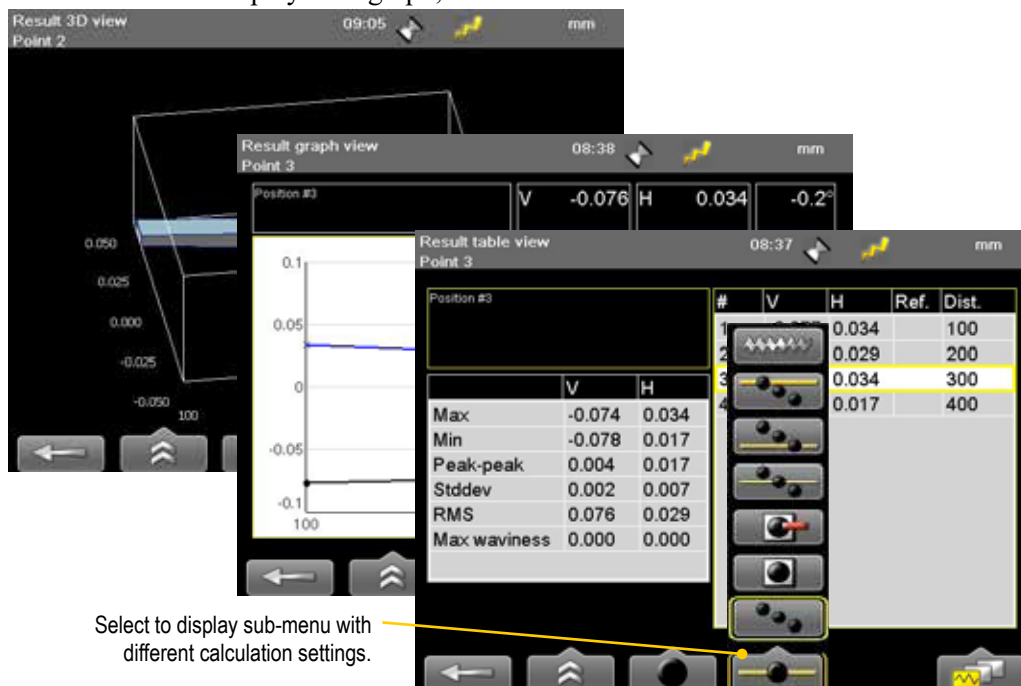 Result 3D view 09:05 mm
Point 2
0.050
0.025
0.000
-0.025
-0.050
100
Result graph view 08:38 mm
Point 3
Position #3 V -0.076 H 0.034 -0.2°
0.1
0.05
0
-0.05
-0.1
100
Result table view 08:37 mm
Point 3
Position #3
V H
Max -0.074 0.034
Min -0.078 0.017
Peak-peak 0.004 0.017
Stddev 0.002 0.007
RMS 0.076 0.029
Max waviness 0.000 0.000
# V H Ref. Dist.
1 0.034 100
2 0.029 200
3 0.034 300
4 0.017 400
Select to display sub-menu with
different calculation settings.